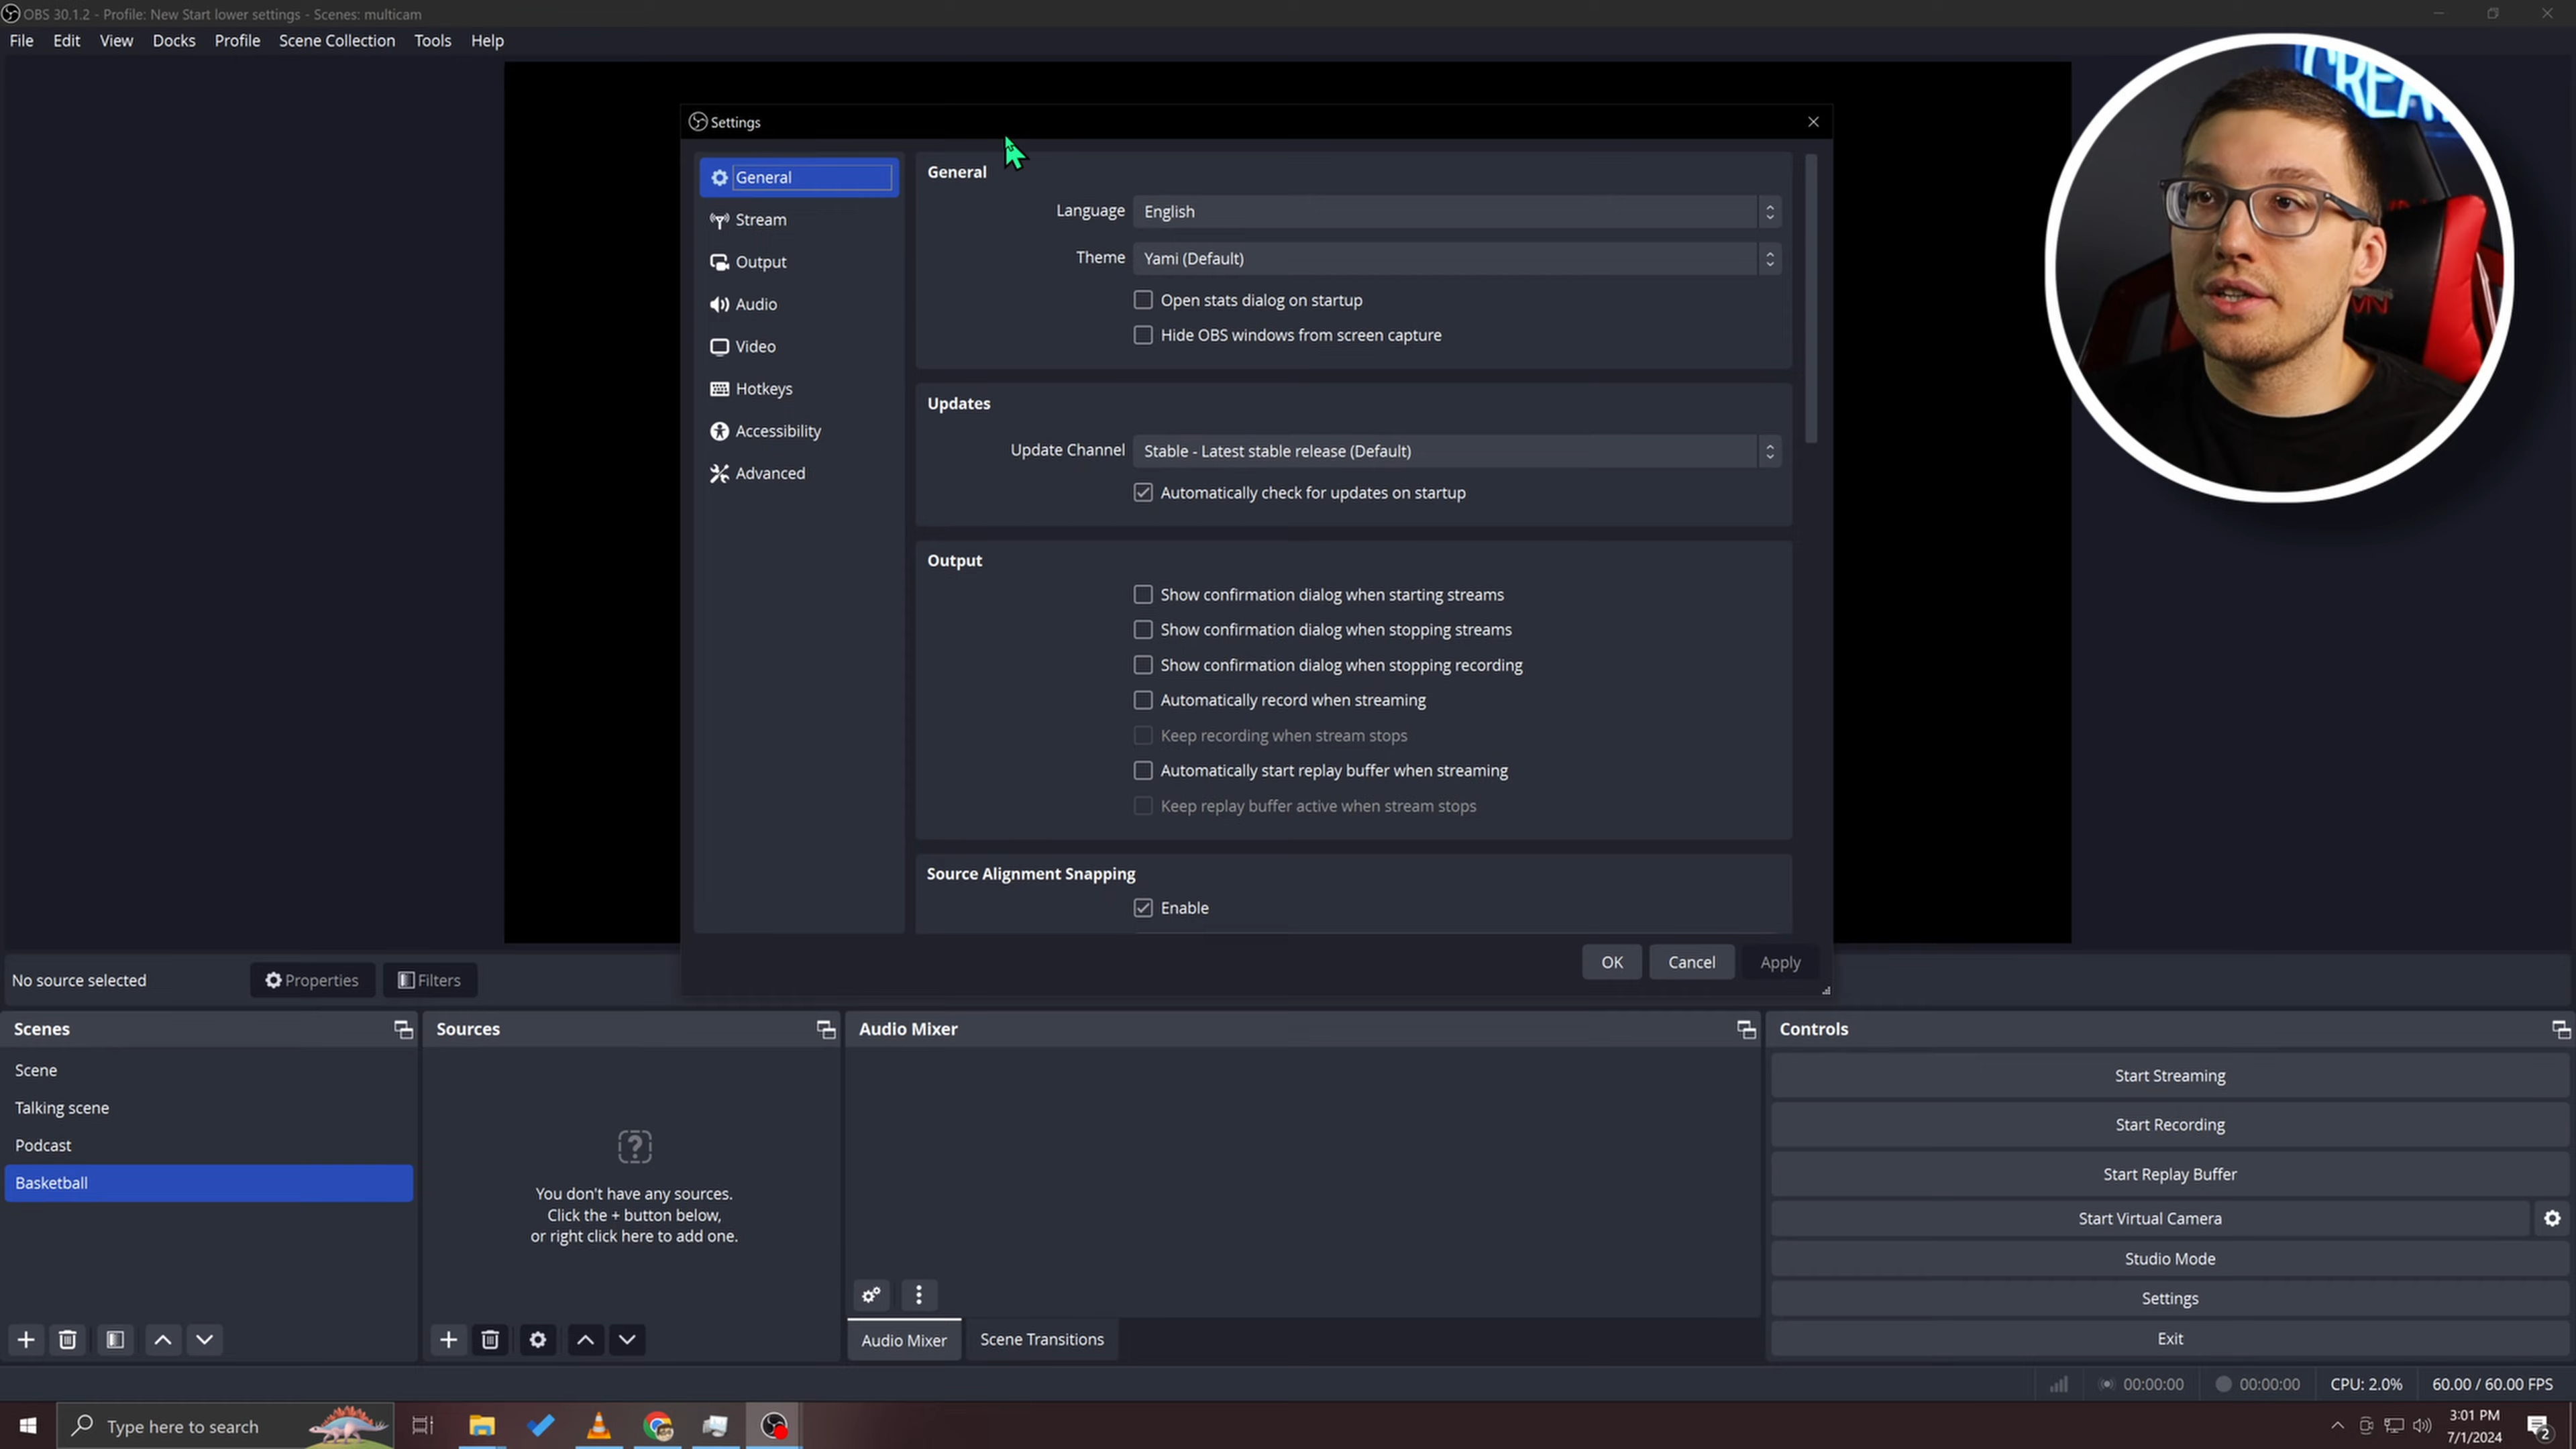 OBS 30.1.2 - Profile: New Start lower settings - Scenes: multicam
File Edit View Docks Profile Scene Collection Tools Help
CREA
Settings
General
Stream
Output
Audio
Video
Hotkeys
Accessibility
Advanced
General
Language English
Theme Yami (Default)
Open stats dialog on startup
Hide OBS windows from screen capture
Updates
Update Channel Stable - Latest stable release (Default)
Automatically check for updates on startup
Output
Show confirmation dialog when starting streams
Show confirmation dialog when stopping streams
Show confirmation dialog when stopping recording
Automatically record when streaming
Keep recording when stream stops
Automatically start replay buffer when streaming
Keep replay buffer active when stream stops
Source Alignment Snapping
Enable
OK Cancel Apply
No source selected Properties Filters
Scenes
Scene
Talking scene
Podcast
Basketball
Sources
You don't have any sources.
Click the + button below,
or right click here to add one.
Audio Mixer
Audio Mixer Scene Transitions
Controls
Start Streaming
Start Recording
Start Replay Buffer
Start Virtual Camera
Studio Mode
Settings
Exit
00:00:00 00:00:00 CPU: 2.0% 60.00 / 60.00 FPS
Type here to search
3:01 PM
7/1/2024
2